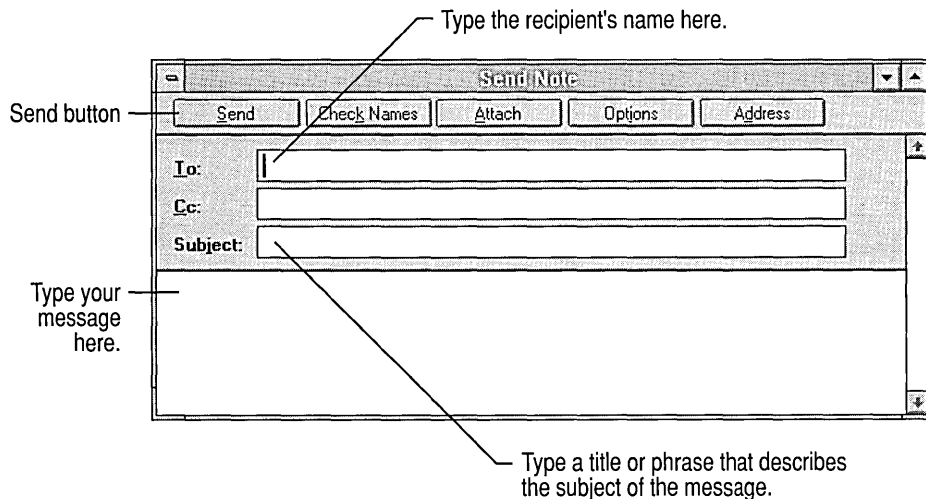 Type the recipient's name here.
Send Note
Send button
Send Check Names Attach Options Address
To:
Cc:
Subject:
Type your
message
here.
Type a title or phrase that describes
the subject of the message.